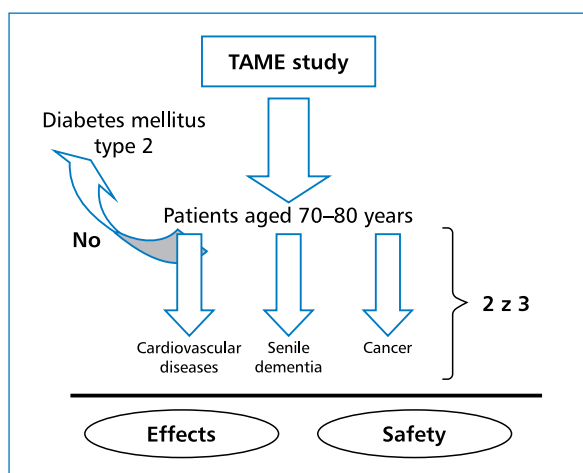 TAME study
Diabetes mellitus
type 2
Patients aged 70–80 years
No
2 z 3
Cardiovascular
diseases
Senile
dementia
Cancer
Effects
Safety